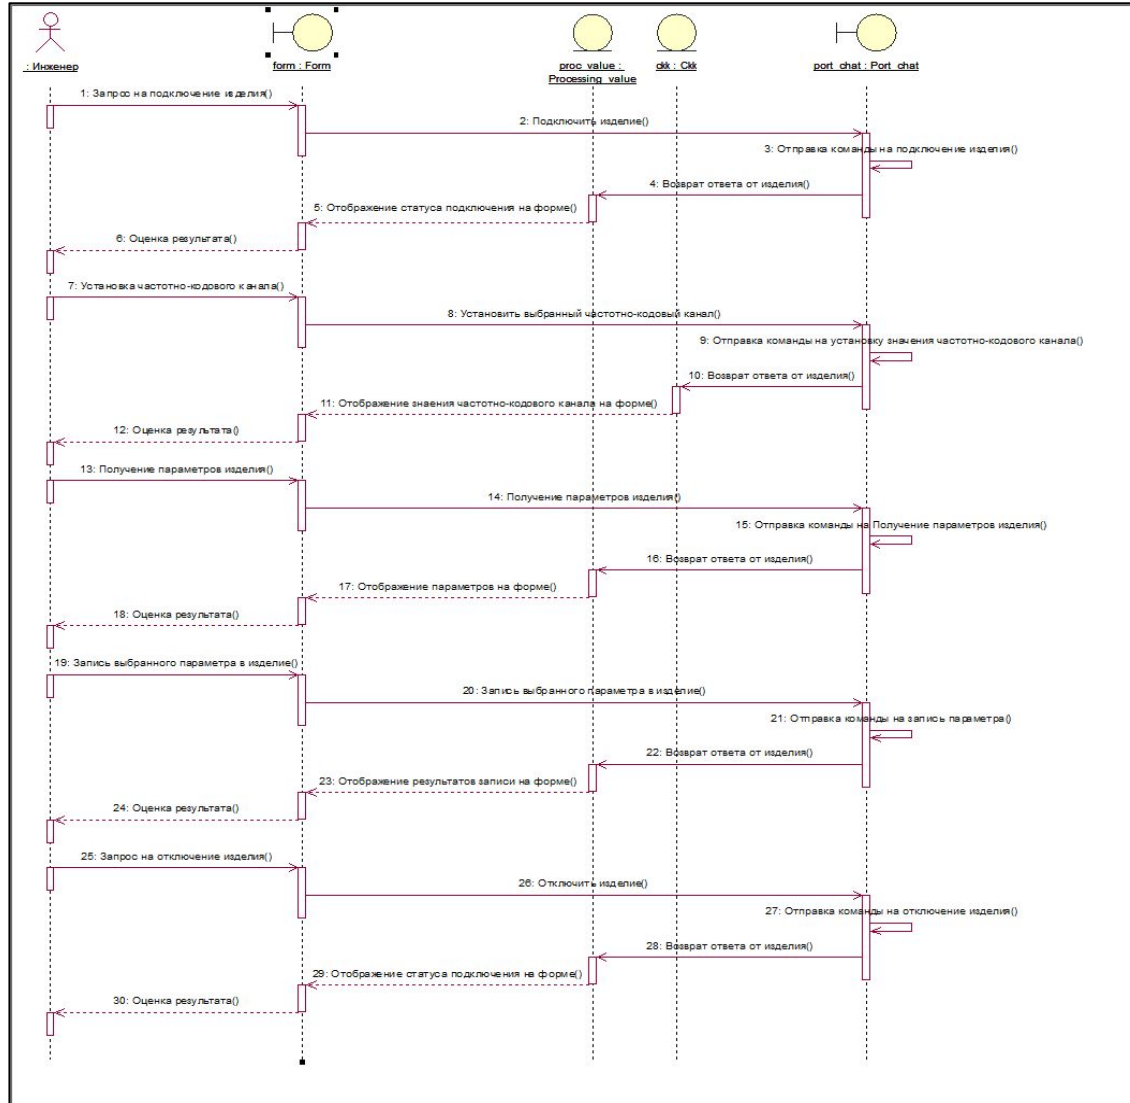 : Инженер
form : Form
proc_value :
Processing_value
ckk : Ckk
port_chat : Port_chat
1: Запрос на подключение изделия()
2: Подключить изделие()
3: Отправка команды на подключение изделия()
4: Возврат ответа от изделия()
5: Отображение статуса подключения на форме()
6: Оценка результата()
7: Установка частотно-кодового канала()
8: Установить выбранный частотно-кодовый канал()
9: Отправка команды на установку значения частотно-кодового канала()
10: Возврат ответа от изделия()
11: Отображение знаения частотно-кодового канала на форме()
12: Оценка результата()
13: Получение параметров изделия()
14: Получение параметров изделия()
15: Отправка команды на Получение параметров изделия()
16: Возврат ответа от изделия()
17: Отображение параметров на форме()
18: Оценка результата()
19: Запись выбранного параметра в изделие()
20: Запись выбранного параметра в изделие()
21: Отправка команды на запись параметра()
22: Возврат ответа от изделия()
23: Отображение результатов записи на форме()
24: Оценка результата()
25: Запрос на отключение изделия()
26: Отключить изделие()
27: Отправка команды на отключение изделия()
28: Возврат ответа от изделия()
29: Отображение статуса подключения на форме()
30: Оценка результата()